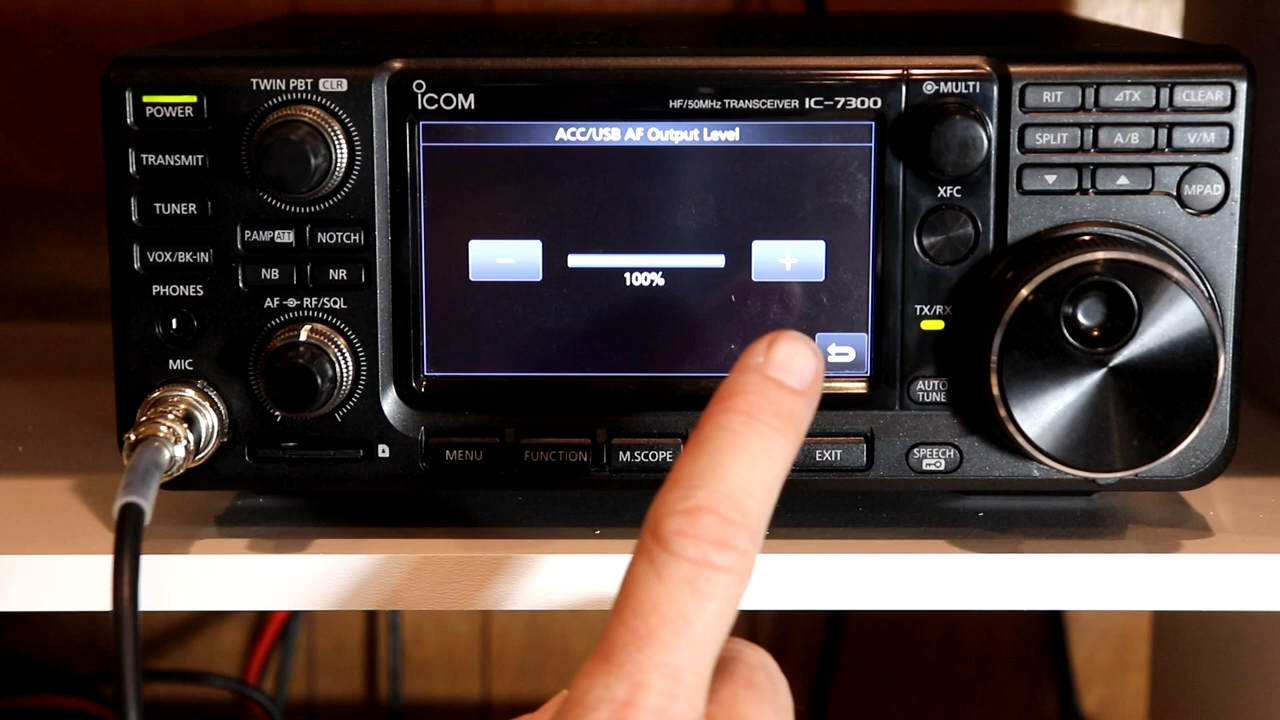 TWIN PBT CLR
POWER
TRANSMIT
TUNER
VOX/BK-IN
PHONES
MIC
P.AMP ATT
NOTCH
NB
NR
AF RF/SQL
ICOM
HF/50MHz TRANSCEIVER IC-7300
ACC/USB AF Output Level
−
+
100%
MENU
FUNCTION
M.SCOPE
EXIT
MULTI
XFC
TX/RX
AUTO
TUNE
SPEECH
RIT
⊿TX
CLEAR
SPLIT
A/B
V/M
▼
▲
MPAD